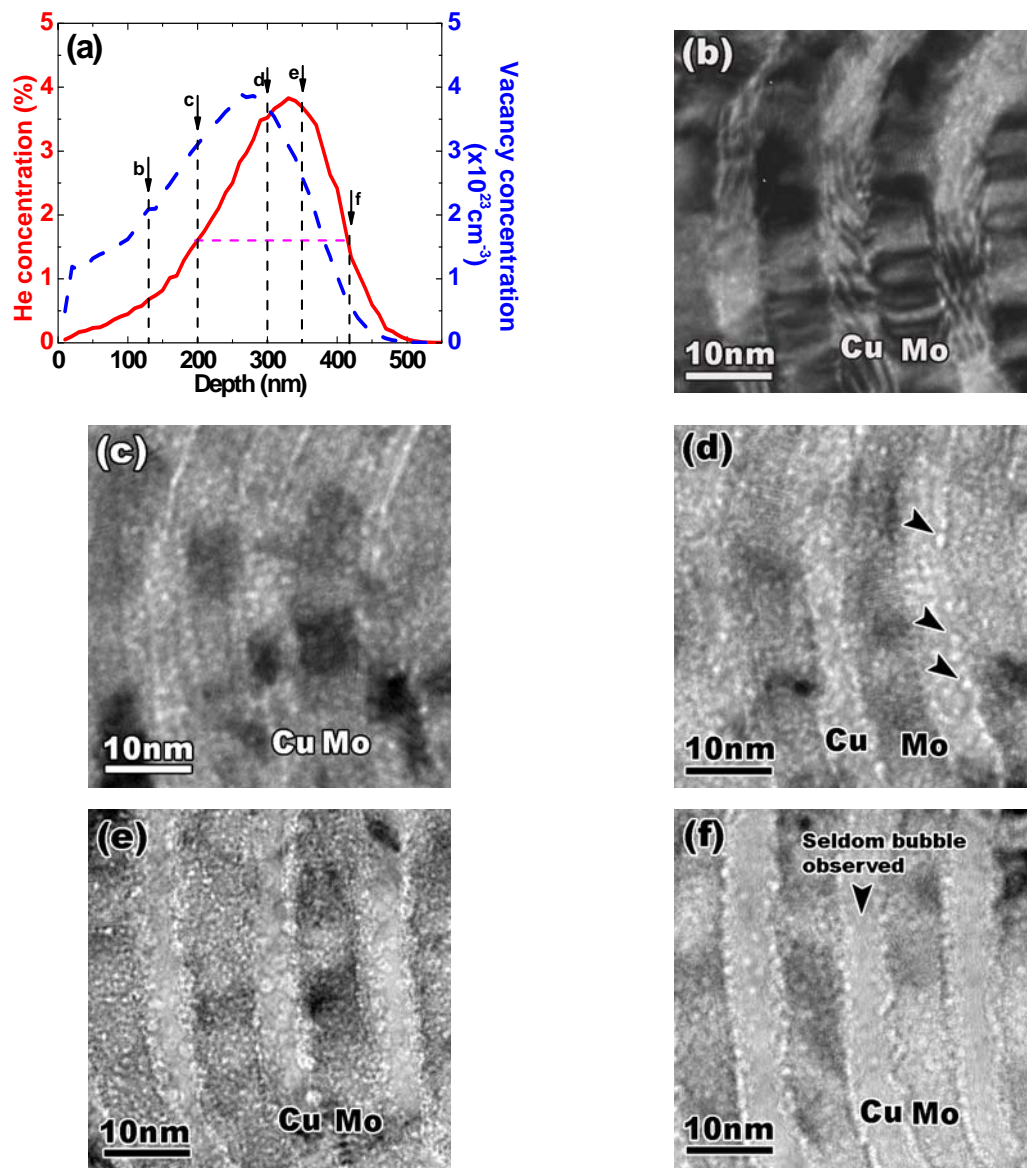 (a)
He concentration (%)
5
4
3
2
1
0
b
c
d
e
f
5
4
3
2
1
0
Vacancy concentration
(x10²³cm⁻³)
0 100 200 300 400 500
Depth (nm)
(b)
Cu Mo
10nm
(c)
Cu Mo
10nm
(d)
Cu Mo
10nm
(e)
Cu Mo
10nm
(f)
Seldom bubble
observed
Cu Mo
10nm